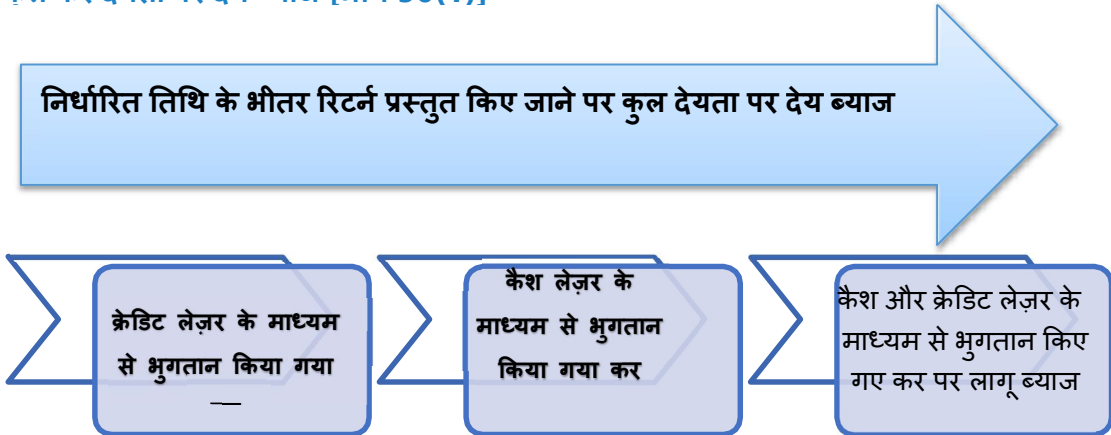 निर्धारित तिथि के भीतर रिटर्न प्रस्तुत किए जाने पर कुल देयता पर देय ब्याज
क्रेडिट लेज़र के माध्यम
से भुगतान किया गया
कैश लेज़र के
माध्यम से भुगतान
किया गया कर
कैश और क्रेडिट लेज़र के
माध्यम से भुगतान किए
गए कर पर लागू ब्याज